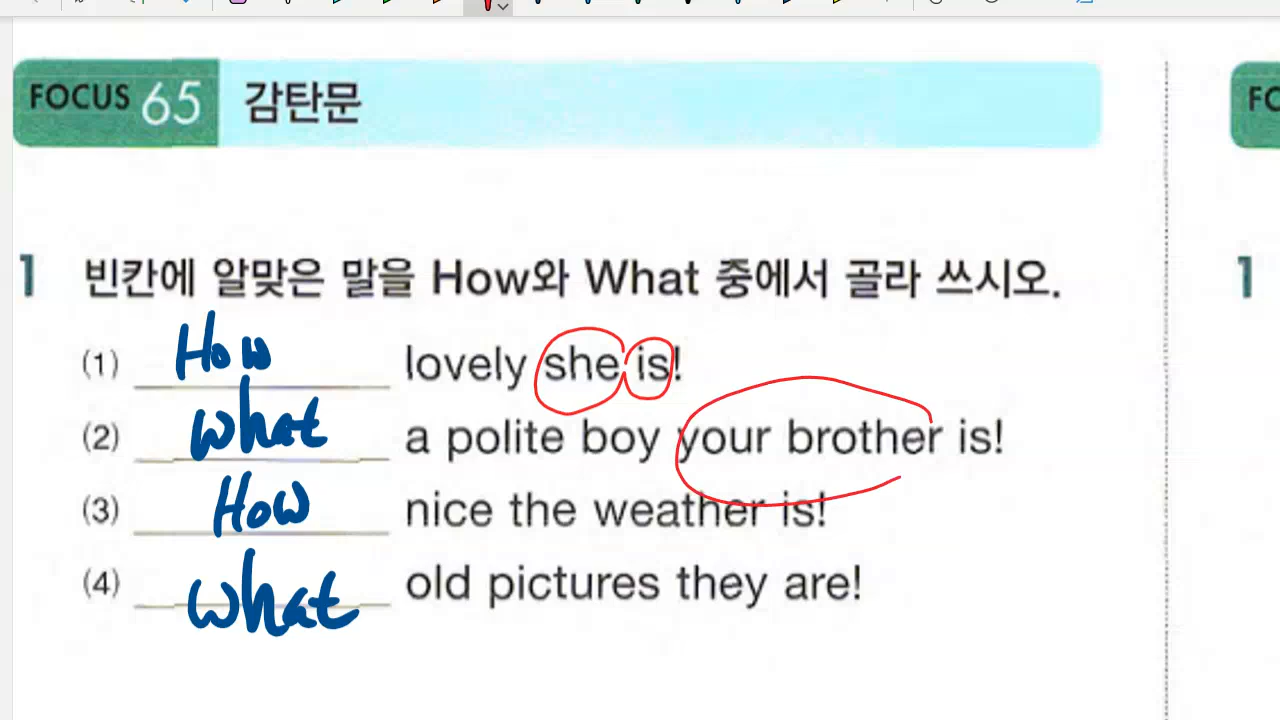 FOCUS 65 감탄문
FO
1 빈칸에 알맞은 말을 How와 What 중에서 골라 쓰시오.
1
(1) How lovely she is!
(2) what a polite boy your brother is!
(3) How nice the weather is!
(4) what old pictures they are!